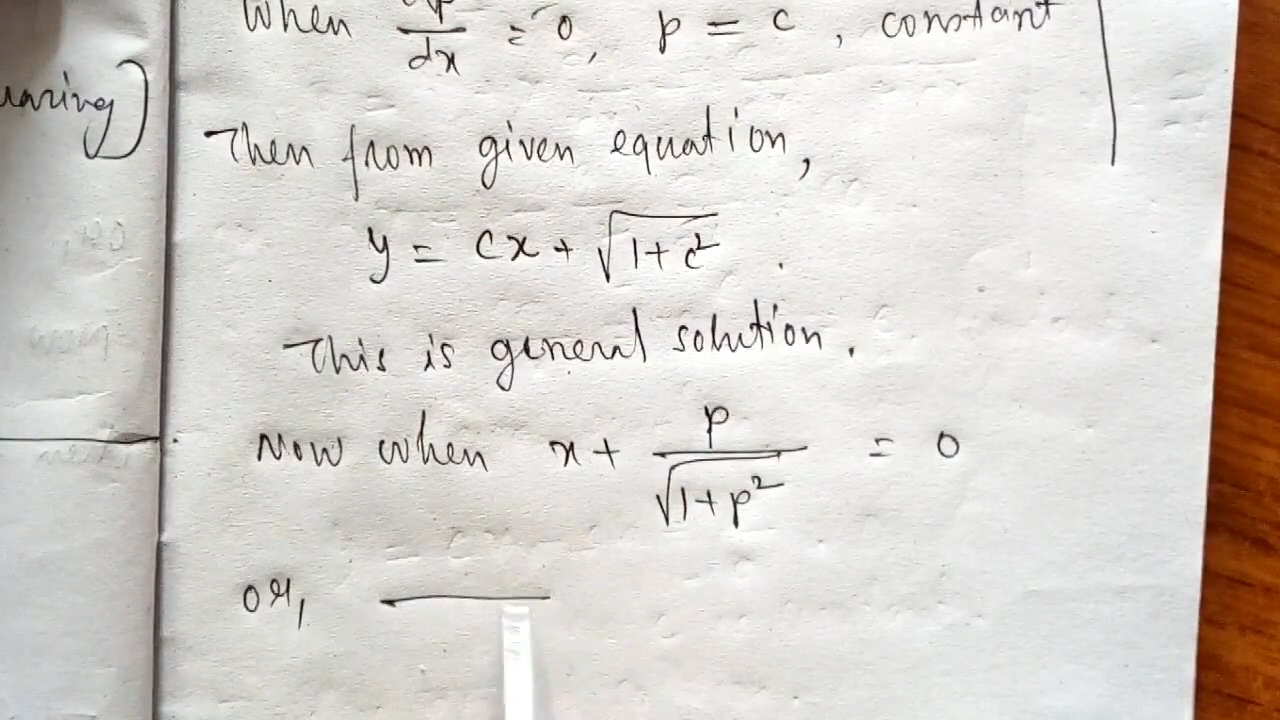 When dp/dx = 0, p = c, constant
Then from given equation,
y = cx + √(1+c²) .
This is general solution.
Now when x + p/√(1+p²) = 0
or,